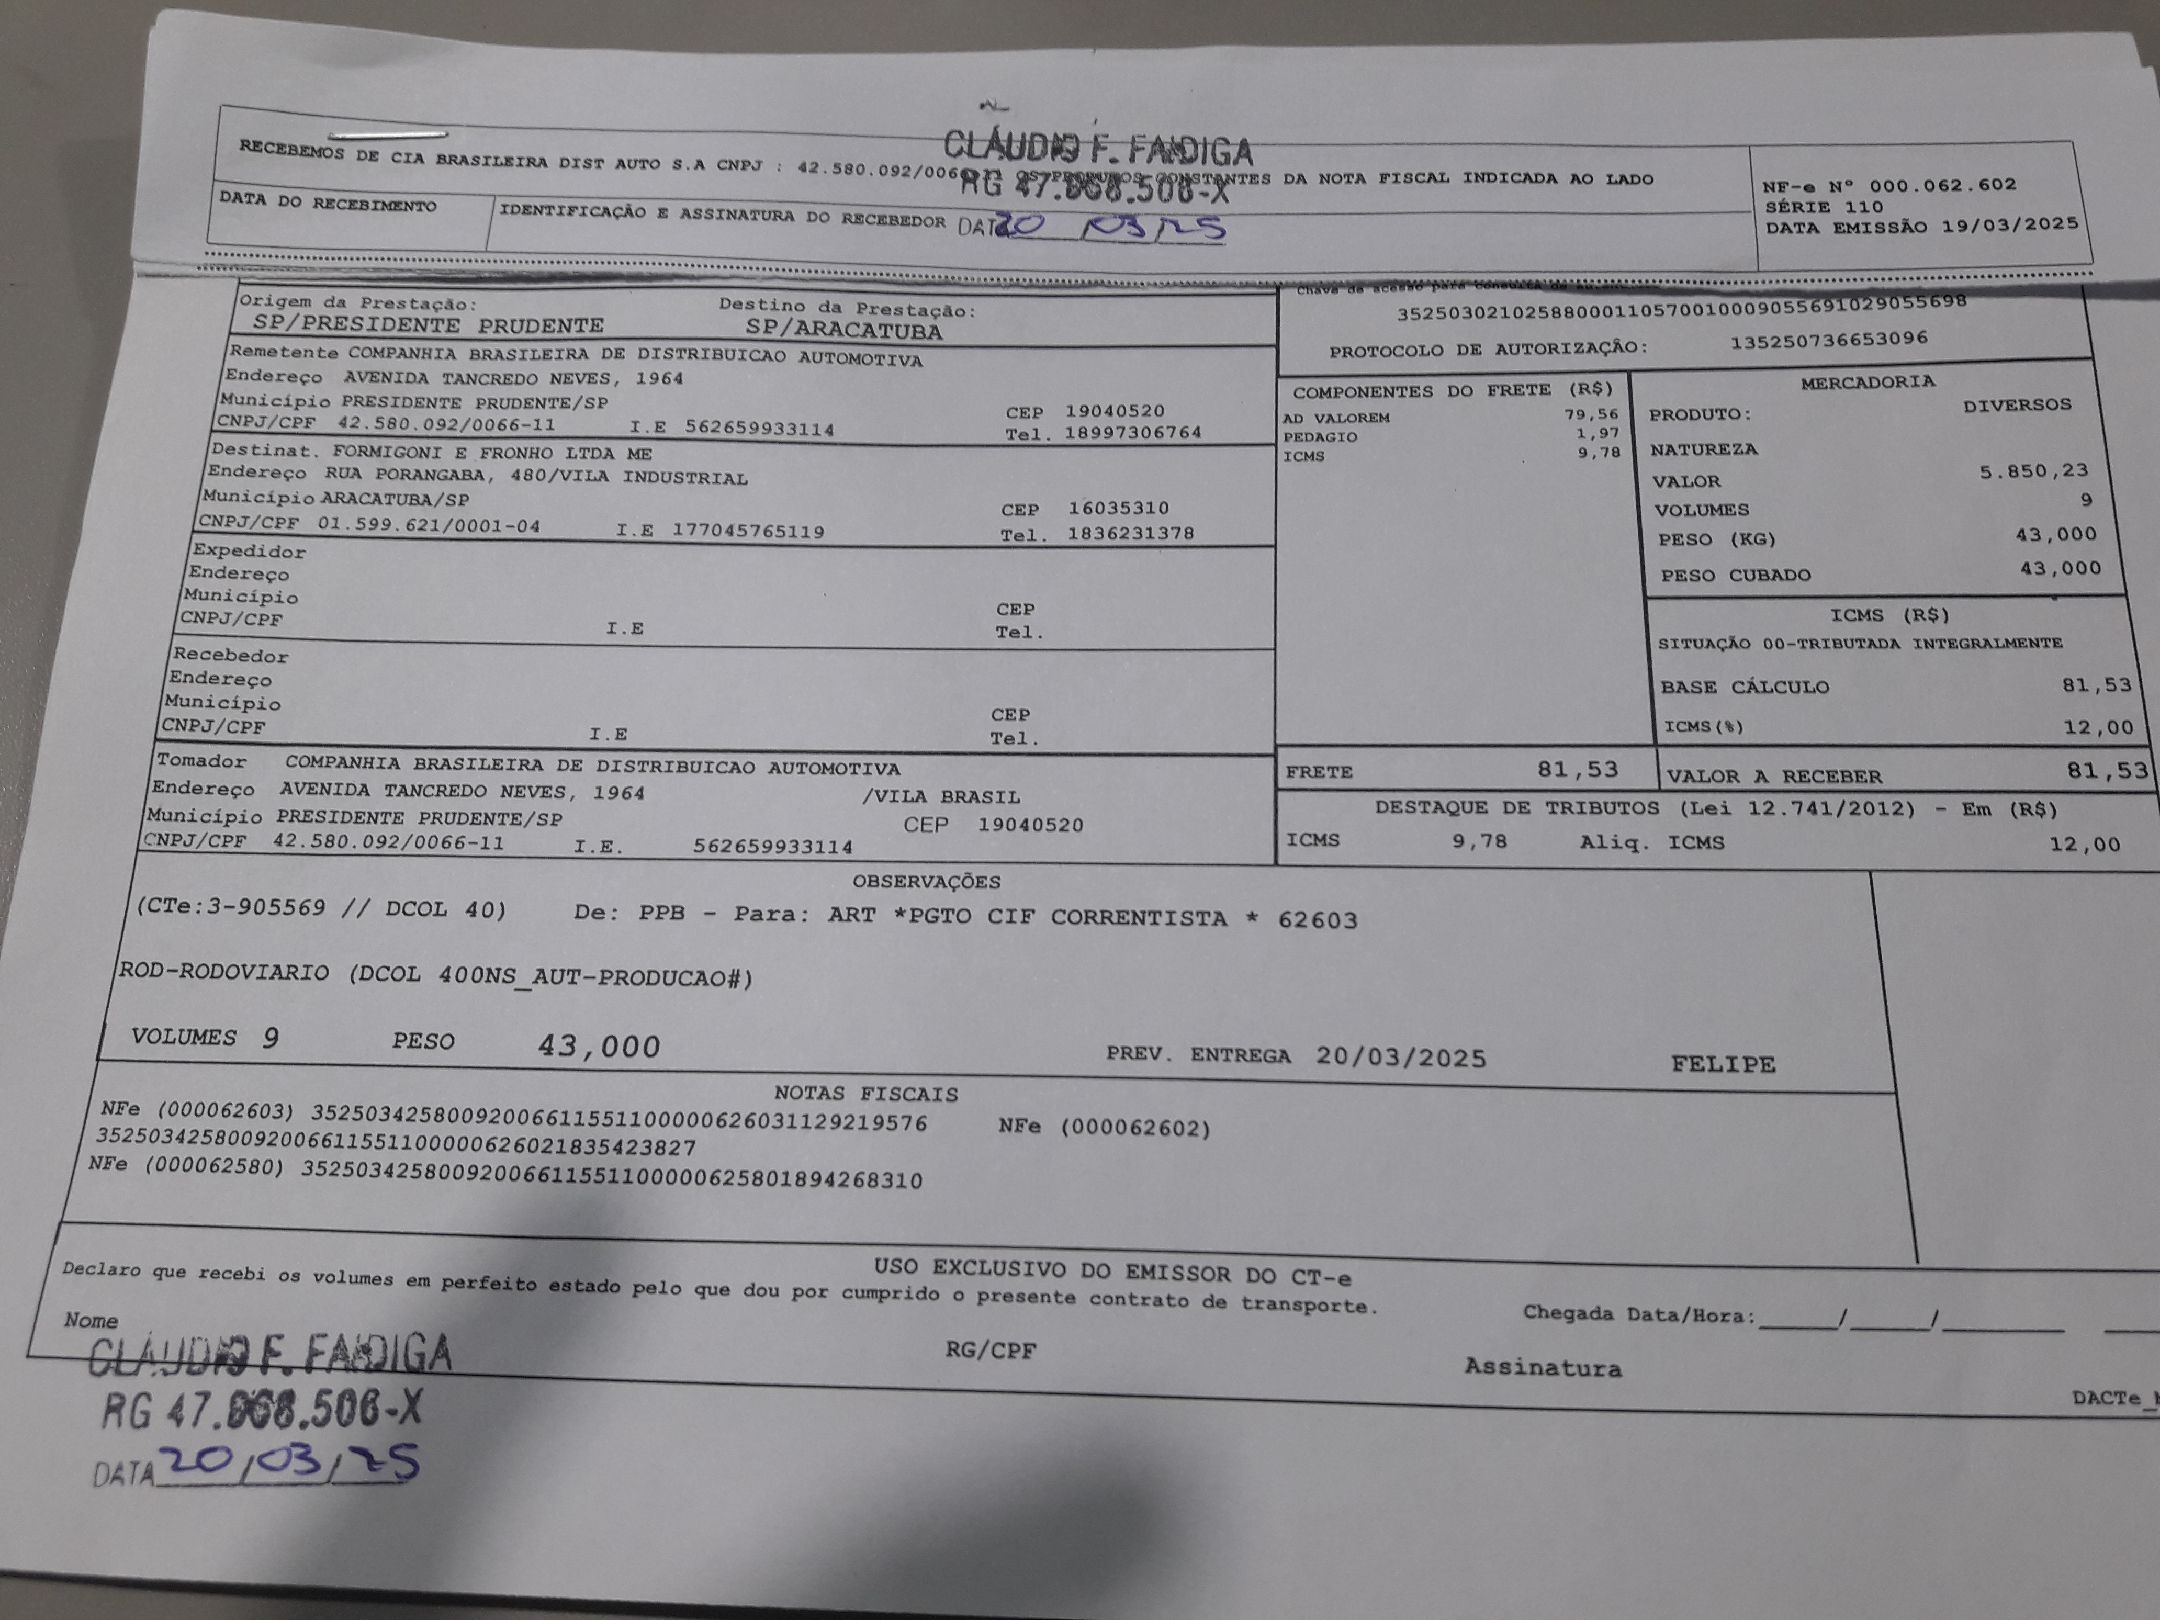 CLÁUDIO F. FAIDIGA
RECEBEMOS DE CIA BRASILEIRA DIST AUTO S.A CNPJ : 42.580.092/0066-11 OS PRODUTOS CONSTANTES DA NOTA FISCAL INDICADA AO LADO
RG 47.068.506-X
NF-e N° 000.062.602
SÉRIE 110
DATA EMISSÃO 19/03/2025
DATA DO RECEBIMENTO
IDENTIFICAÇÃO E ASSINATURA DO RECEBEDOR
DATA 20/03/25
Origem da Prestação: Destino da Prestação:
SP/PRESIDENTE PRUDENTE SP/ARACATUBA
Remetente COMPANHIA BRASILEIRA DE DISTRIBUICAO AUTOMOTIVA
Endereço AVENIDA TANCREDO NEVES, 1964
Município PRESIDENTE PRUDENTE/SP CEP 19040520
CNPJ/CPF 42.580.092/0066-11 I.E 562659933114 Tel. 18997306764
Destinat. FORMIGONI E FRONHO LTDA ME
Endereço RUA PORANGABA, 480/VILA INDUSTRIAL
Município ARACATUBA/SP CEP 16035310
CNPJ/CPF 01.599.621/0001-04 I.E 177045765119 Tel. 1836231378
Expedidor
Endereço
Município CEP
CNPJ/CPF I.E Tel.
Recebedor
Endereço
Município CEP
CNPJ/CPF I.E Tel.
Tomador COMPANHIA BRASILEIRA DE DISTRIBUICAO AUTOMOTIVA
Endereço AVENIDA TANCREDO NEVES, 1964 /VILA BRASIL
Município PRESIDENTE PRUDENTE/SP CEP 19040520
CNPJ/CPF 42.580.092/0066-11 I.E. 562659933114
Chave de acesso para consulta de
35250302102588000110570010009055691029055698
PROTOCOLO DE AUTORIZAÇÃO: 135250736653096
COMPONENTES DO FRETE (R$)
AD VALOREM 79,56
PEDAGIO 1,97
ICMS 9,78
MERCADORIA
PRODUTO: DIVERSOS
NATUREZA
VALOR 5.850,23
VOLUMES 9
PESO (KG) 43,000
PESO CUBADO 43,000
ICMS (R$)
SITUAÇÃO 00-TRIBUTADA INTEGRALMENTE
BASE CÁLCULO 81,53
ICMS(%) 12,00
FRETE 81,53 VALOR A RECEBER 81,53
DESTAQUE DE TRIBUTOS (Lei 12.741/2012) - Em (R$)
ICMS 9,78 Aliq. ICMS 12,00
OBSERVAÇÕES
(CTe:3-905569 // DCOL 40) De: PPB - Para: ART *PGTO CIF CORRENTISTA * 62603
ROD-RODOVIARIO (DCOL 400NS_AUT-PRODUCAO#)
VOLUMES 9 PESO 43,000 PREV. ENTREGA 20/03/2025 FELIPE
NOTAS FISCAIS
NFe (000062603) 35250342580092006611551100000626031129219576 NFe (000062602)
35250342580092006611551100000626021835423827
NFe (000062580) 35250342580092006611551100000625801894268310
USO EXCLUSIVO DO EMISSOR DO CT-e
Declaro que recebi os volumes em perfeito estado pelo que dou por cumprido o presente contrato de transporte.
Chegada Data/Hora:_____/_____/_______
Nome RG/CPF Assinatura
CLÁUDIO F. FAIDIGA
RG 47.068.506-X
DATA 20/03/25
DACTe_